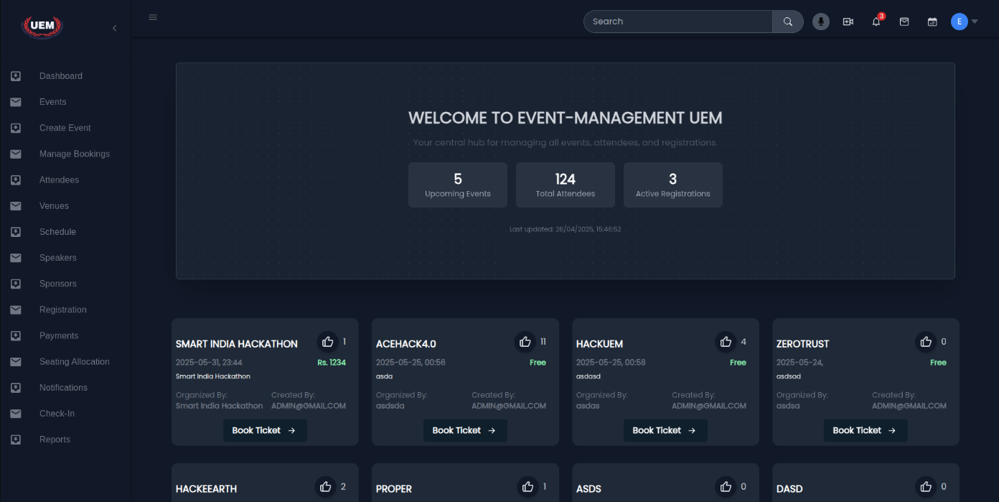 UEM
Search
3
E
Dashboard
Events
Create Event
Manage Bookings
Attendees
Venues
Schedule
Speakers
Sponsors
Registration
Payments
Seating Allocation
Notifications
Check-In
Reports
WELCOME TO EVENT-MANAGEMENT UEM
Your central hub for managing all events, attendees, and registrations.
5
Upcoming Events
124
Total Attendees
3
Active Registrations
Last updated: 26/04/2025, 15:46:52
SMART INDIA HACKATHON 1
2025-05-31, 23:44 Rs. 1234
Smart India Hackathon
Organized By: Created By:
Smart India Hackathon ADMIN@GMAIL.COM
Book Ticket →
ACEHACK4.0 11
2025-05-25, 00:56 Free
asda
Organized By: Created By:
asdsda ADMIN@GMAIL.COM
Book Ticket →
HACKUEM 4
2025-05-25, 00:58 Free
asdasd
Organized By: Created By:
asdas ADMIN@GMAIL.COM
Book Ticket →
ZEROTRUST 0
2025-05-24, Free
asdsad
Organized By: Created By:
asdsa ADMIN@GMAIL.COM
Book Ticket →
HACKEEARTH 2
PROPER 1
ASDS 0
DASD 0